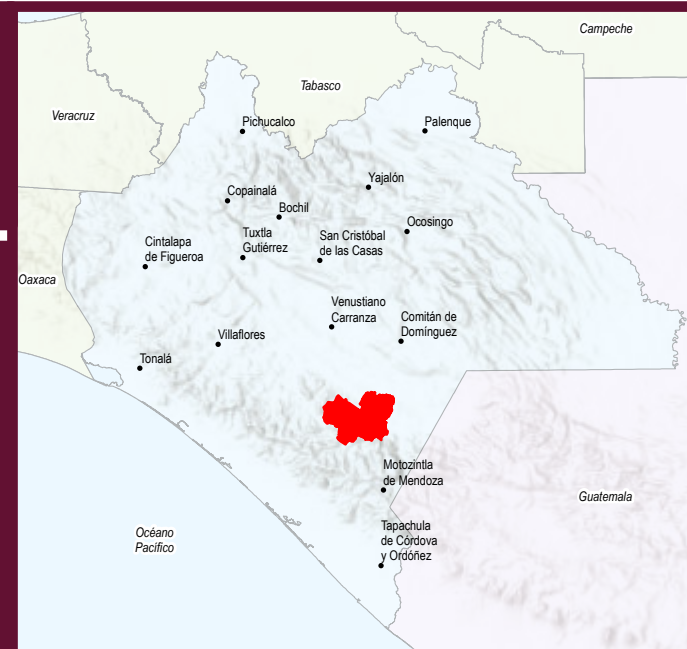 Campeche
Tabasco
Veracruz
Pichucalco
Palenque
Yajalón
Copainalá
Bochil
Ocosingo
Tuxtla
Gutiérrez
San Cristóbal
de las Casas
Cintalapa
de Figueroa
Oaxaca
Venustiano
Carranza
Comitán de
Domínguez
Villaflores
Tonalá
Motozintla
de Mendoza
Guatemala
Océano
Pacífico
Tapachula
de Córdova
y Ordóñez